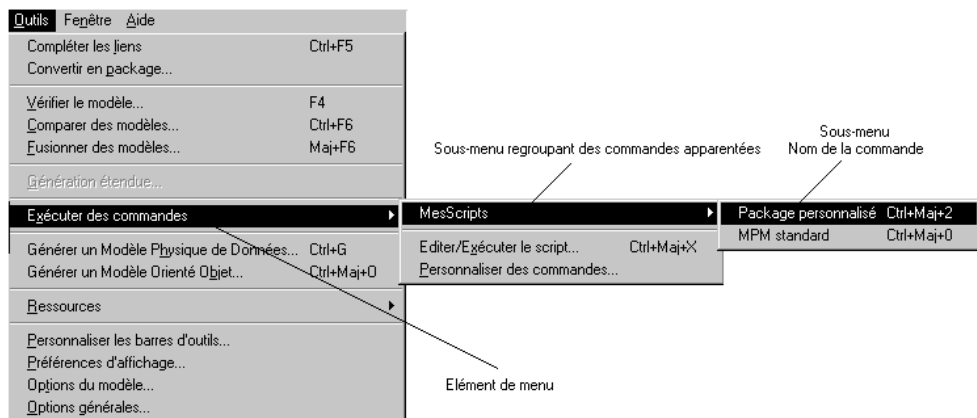 Outils Fenêtre Aide
Compléter les liens Ctrl+F5
Convertir en package...
Vérifier le modèle... F4
Comparer des modèles... Ctrl+F6
Fusionner des modèles... Maj+F6
Génération étendue...
Exécuter des commandes
Générer un Modèle Physique de Données... Ctrl+G
Générer un Modèle Orienté Objet... Ctrl+Maj+O
Ressources
Personnaliser les barres d'outils...
Préférences d'affichage...
Options du modèle...
Options générales...
Sous-menu regroupant des commandes apparentées
MesScripts
Editer/Exécuter le script... Ctrl+Maj+X
Personnaliser des commandes...
Sous-menu
Nom de la commande
Package personnalisé Ctrl+Maj+2
MPM standard Ctrl+Maj+0
Elément de menu